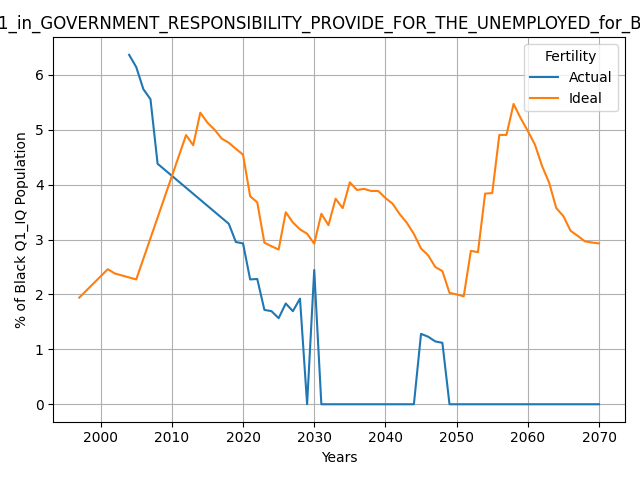 1_in_GOVERNMENT_RESPONSIBILITY_PROVIDE_FOR_THE_UNEMPLOYED_for_B
Fertility
Actual
Ideal
% of Black Q1_IQ Population
6
5
4
3
2
1
0
2000 2010 2020 2030 2040 2050 2060 2070
Years